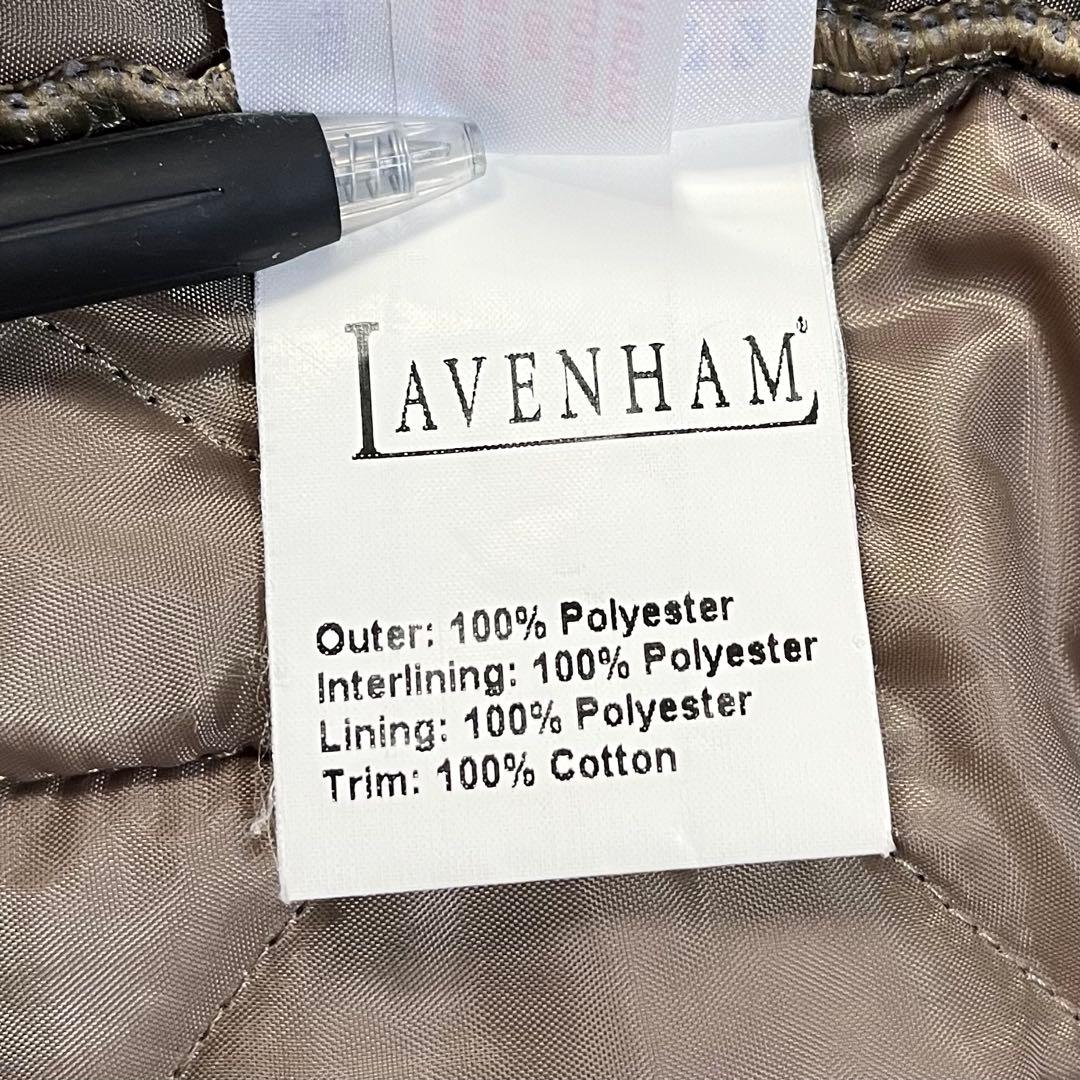 LAVENHAM®
Outer: 100% Polyester
Interlining: 100% Polyester
Lining: 100% Polyester
Trim: 100% Cotton